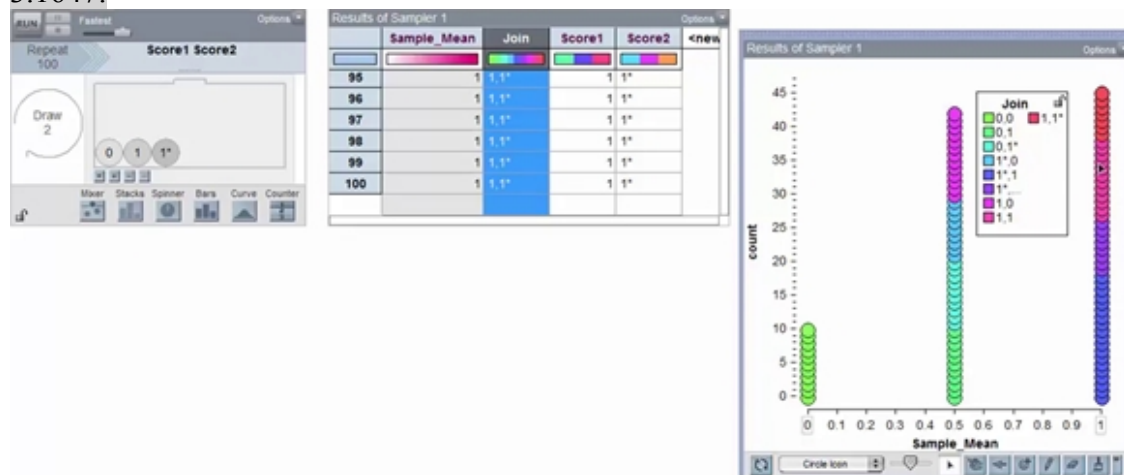 RUN Fastest Options
Repeat
100
Score1 Score2
Draw
2
0 1 1*
Mixer Stacks Spinner Bars Curve Counter
Results of Sampler 1 Options
Sample_Mean Join Score1 Score2 <new
95 1 1,1* 1 1*
96 1 1,1* 1 1*
97 1 1,1* 1 1*
98 1 1,1* 1 1*
99 1 1,1* 1 1*
100 1 1,1* 1 1*
Results of Sampler 1 Options
Join
0,0 1,1*
0,1
0,1*
1*,0
1*,1
1*,...
1,0
1,1
count
45
40
35
30
25
20
15
10
5
0
0 0.1 0.2 0.3 0.4 0.5 0.6 0.7 0.8 0.9 1
Sample_Mean
Circle Icon